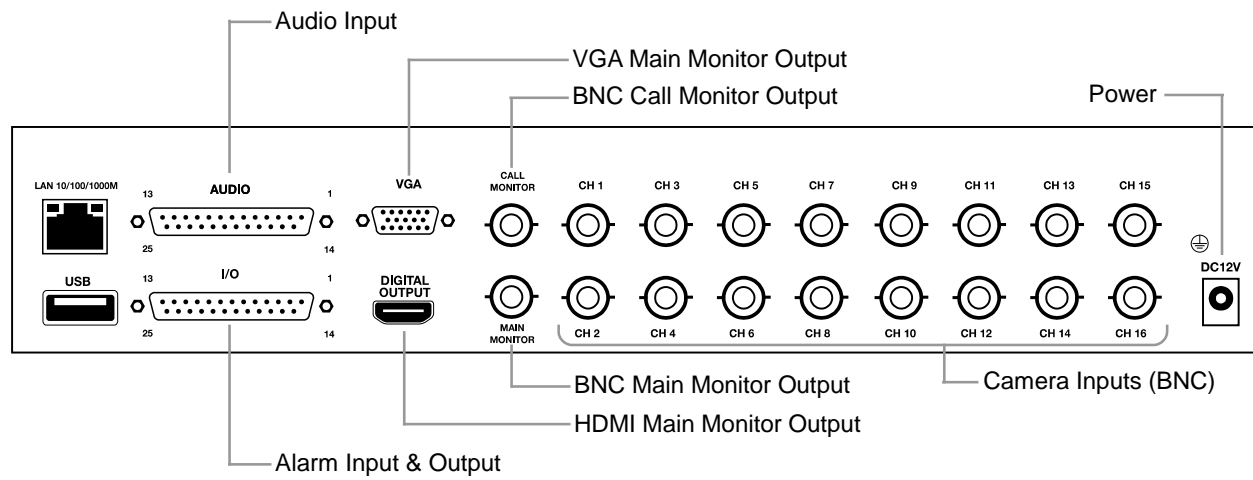 Audio Input
VGA Main Monitor Output
BNC Call Monitor Output
Power
LAN 10/100/1000M
13
AUDIO
1
VGA
CALL
MONITOR
CH 1
CH 3
CH 5
CH 7
CH 9
CH 11
CH 13
CH 15
25
14
USB
13
I/O
1
DIGITAL
OUTPUT
DC12V
25
14
MAIN
MONITOR
CH 2
CH 4
CH 6
CH 8
CH 10
CH 12
CH 14
CH 16
BNC Main Monitor Output
Camera Inputs (BNC)
HDMI Main Monitor Output
Alarm Input & Output